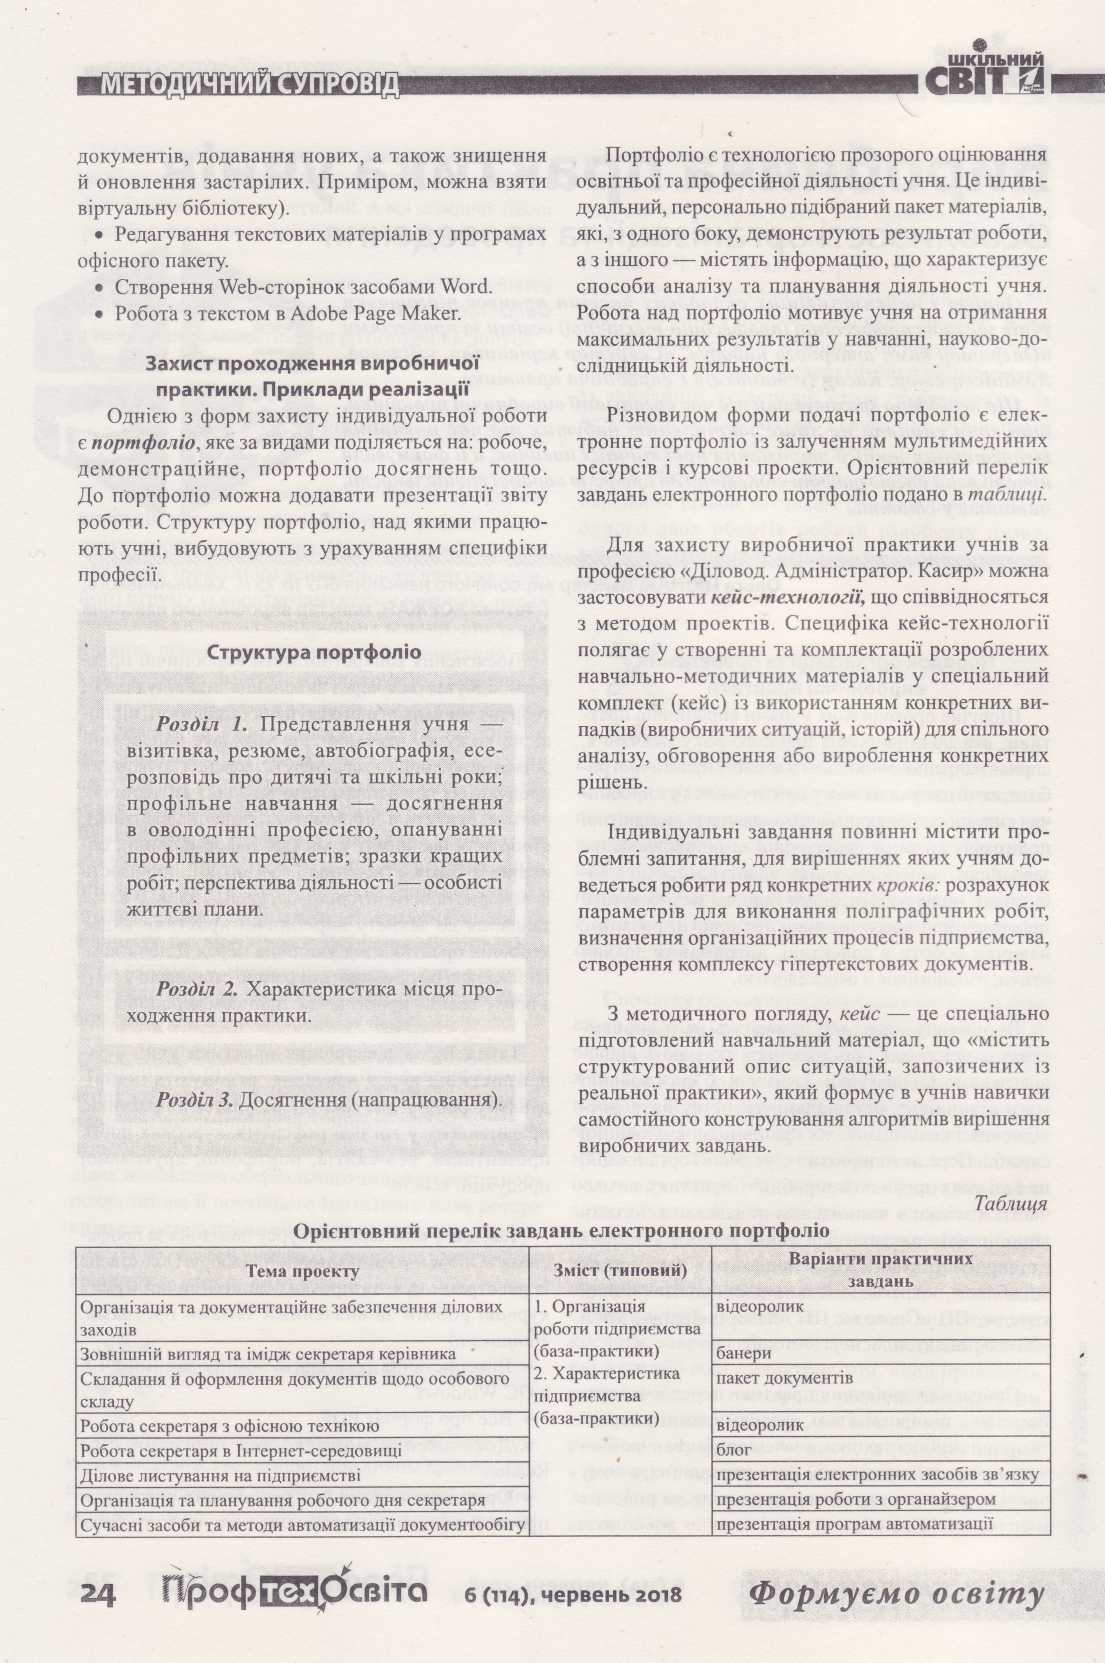 МЕТОДИЧНИЙ СУПРОВІД
ШКІЛЬНИЙ
СВІТ
документів, додавання нових, а також знищення
й оновлення застарілих. Приміром, можна взяти
віртуальну бібліотеку).
• Редагування текстових матеріалів у програмах
офісного пакету.
• Створення Web-сторінок засобами Word.
• Робота з текстом в Adobe Page Maker.
Захист проходження виробничої
практики. Приклади реалізації
Однією з форм захисту індивідуальної роботи
є портфоліо, яке за видами поділяється на: робоче,
демонстраційне, портфоліо досягнень тощо.
До портфоліо можна додавати презентації звіту
роботи. Структуру портфоліо, над якими працю-
ють учні, вибудовують з урахуванням специфіки
професії.
Структура портфоліо
Розділ 1. Представлення учня —
візитівка, резюме, автобіографія, есе-
розповідь про дитячі та шкільні роки;
профільне навчання — досягнення
в оволодінні професією, опануванні
профільних предметів; зразки кращих
робіт; перспектива діяльності — особисті
життєві плани.
Розділ 2. Характеристика місця про-
ходження практики.
Розділ 3. Досягнення (напрацювання).
Портфоліо є технологією прозорого оцінювання
освітньої та професійної діяльності учня. Це індиві-
дуальний, персонально підібраний пакет матеріалів,
які, з одного боку, демонструють результат роботи,
а з іншого — містять інформацію, що характеризує
способи аналізу та планування діяльності учня.
Робота над портфоліо мотивує учня на отримання
максимальних результатів у навчанні, науково-до-
слідницькій діяльності.
Різновидом форми подачі портфоліо є елек-
тронне портфоліо із залученням мультимедійних
ресурсів і курсові проекти. Орієнтовний перелік
завдань електронного портфоліо подано в таблиці.
Для захисту виробничої практики учнів за
професією «Діловод. Адміністратор. Касир» можна
застосовувати кейс-технології, що співвідносяться
з методом проектів. Специфіка кейс-технології
полягає у створенні та комплектації розроблених
навчально-методичних матеріалів у спеціальний
комплект (кейс) із використанням конкретних ви-
падків (виробничих ситуацій, історій) для спільного
аналізу, обговорення або вироблення конкретних
рішень.
Індивідуальні завдання повинні містити про-
блемні запитання, для вирішеннях яких учням до-
ведеться робити ряд конкретних кроків: розрахунок
параметрів для виконання поліграфічних робіт,
визначення організаційних процесів підприємства,
створення комплексу гіпертекстових документів.
З методичного погляду, кейс — це спеціально
підготовлений навчальний матеріал, що «містить
структурований опис ситуацій, запозичених із
реальної практики», який формує в учнів навички
самостійного конструювання алгоритмів вирішення
виробничих завдань.
Таблиця
Орієнтовний перелік завдань електронного портфоліо
Тема проекту
Зміст (типовий)
Варіанти практичних
завдань
Організація та документаційне забезпечення ділових
заходів
Зовнішній вигляд та імідж секретаря керівника
Складання й оформлення документів щодо особового
складу
Робота секретаря з офісною технікою
Робота секретаря в Інтернет-середовищі
Ділове листування на підприємстві
Організація та планування робочого дня секретаря
Сучасні засоби та методи автоматизації документообігу
1. Організація
роботи підприємства
(база-практики)
2. Характеристика
підприємства
(база-практики)
відеоролик
банери
пакет документів
відеоролик
блог
презентація електронних засобів зв’язку
презентація роботи з органайзером
презентація програм автоматизації
24 ПрофтехОсвіта 6 (114), червень 2018 Формуємо освіту